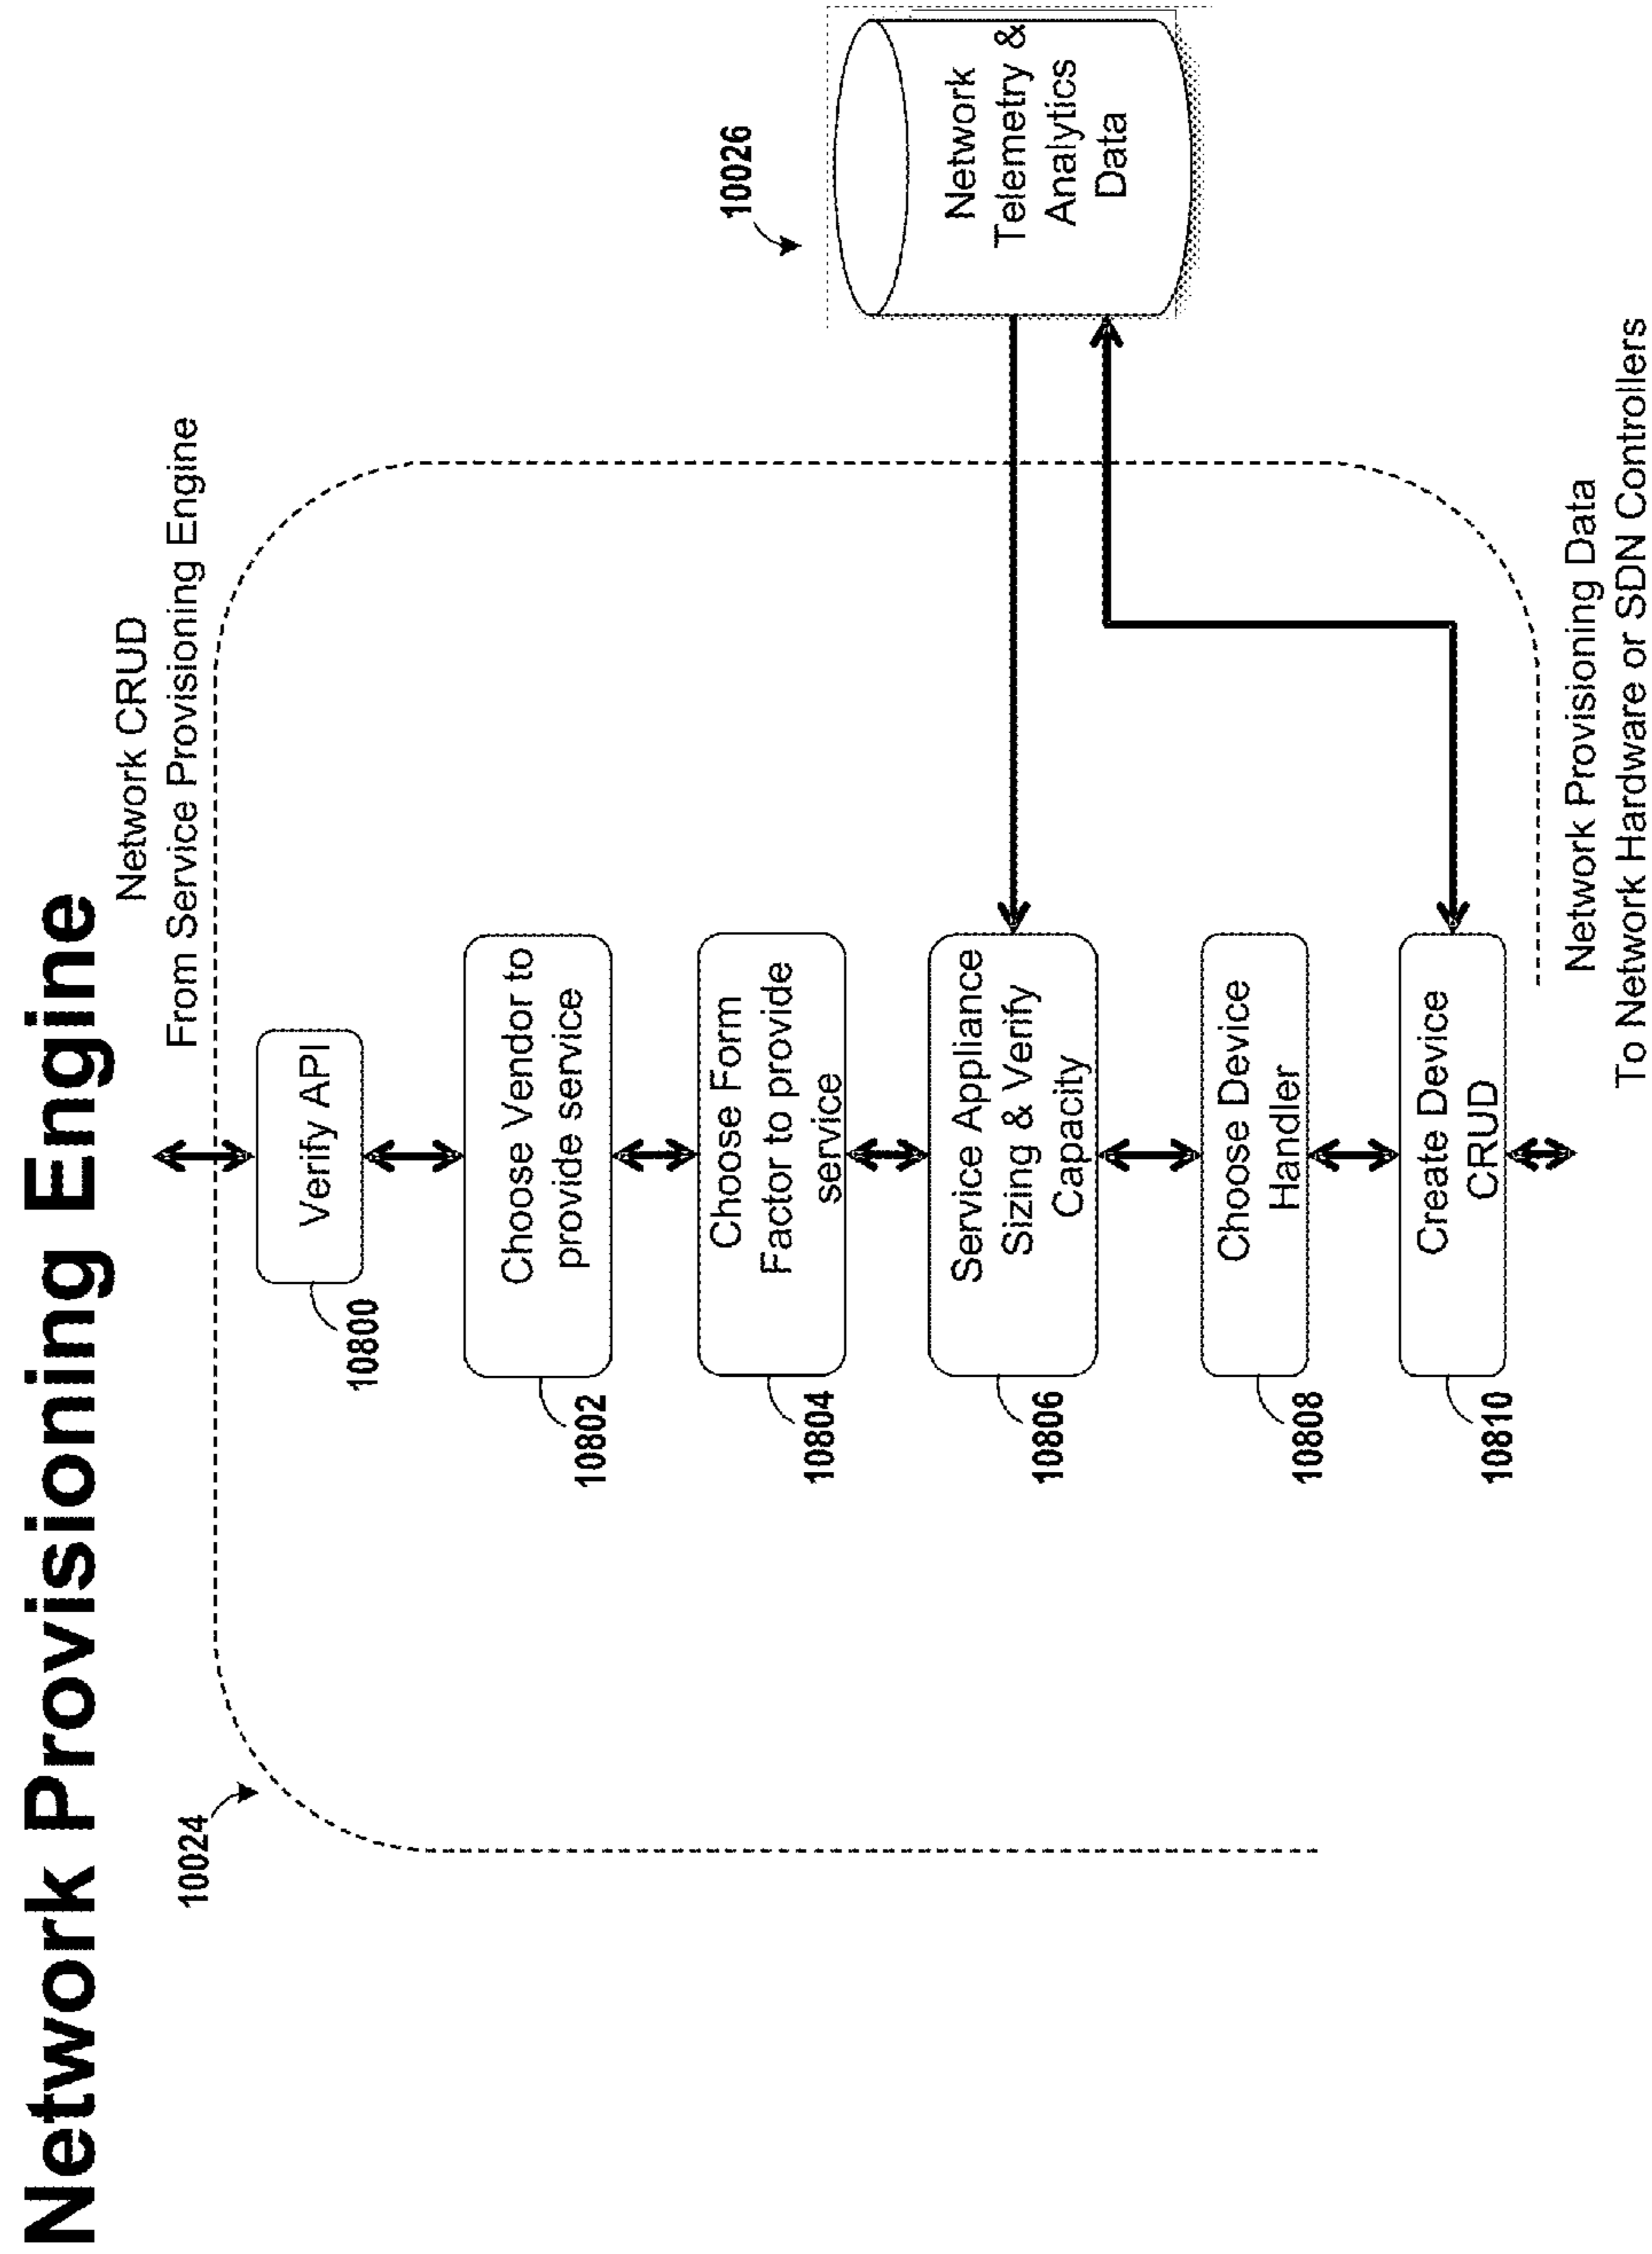 Network Provisioning Engine
Network CRUD
From Service Provisioning Engine
10024
Verify API
10800
Choose Vendor to
provide service
10802
Choose Form
Factor to provide
service
10804
Service Appliance
Sizing & Verify
Capacity
10806
Choose Device
Handler
10808
Create Device
CRUD
10810
10026
Network
Telemetry &
Analytics
Data
Network Provisioning Data
To Network Hardware or SDN Controllers